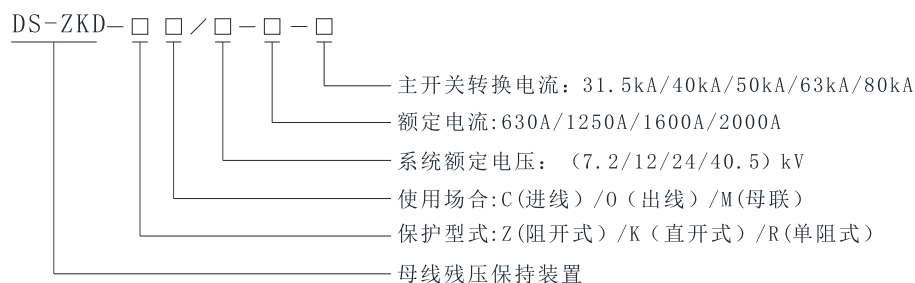 DS-ZKD-□ □/□-□-□
主开关转换电流：31.5kA/40kA/50kA/63kA/80kA
额定电流:630A/1250A/1600A/2000A
系统额定电压：（7.2/12/24/40.5）kV
使用场合:C(进线）/O（出线）/M(母联）
保护型式:Z(阻开式）/K（直开式）/R(单阻式）
母线残压保持装置